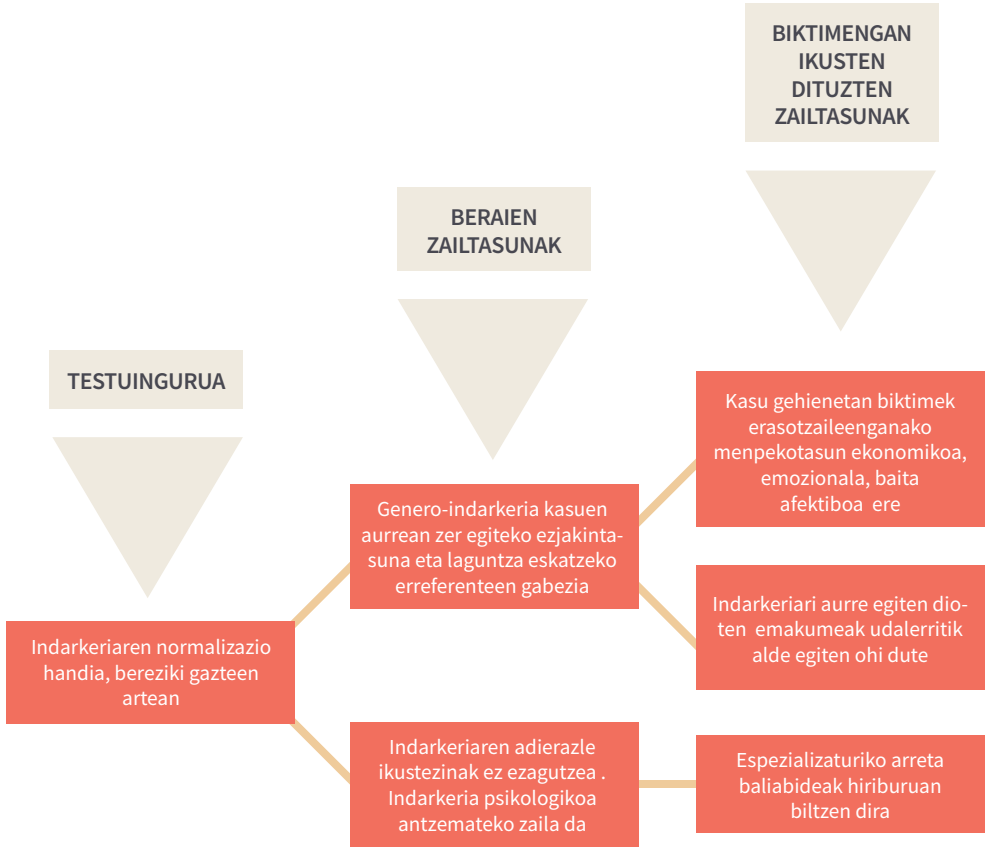 BIKTIMENGAN
IKUSTEN
DITUZTEN
ZAILTASUNAK
BERAIEN
ZAILTASUNAK
TESTUINGURUA
Kasu gehienetan biktimek
erasotzaileenganako
menpekotasun ekonomikoa,
emozionala, baita
afektiboa ere
Genero-indarkeria kasuen
aurrean zer egiteko ezjakinta-
suna eta laguntza eskatzeko
erreferenteen gabezia
Indarkeriari aurre egiten dio-
ten emakumeak udalerritik
alde egiten ohi dute
Indarkeriaren normalizazio
handia, bereziki gazteen
artean
Indarkeriaren adierazle
ikustezinak ez ezagutzea .
Indarkeria psikologikoa
antzemateko zaila da
Espezializaturiko arreta
baliabideak hiriburuan
biltzen dira